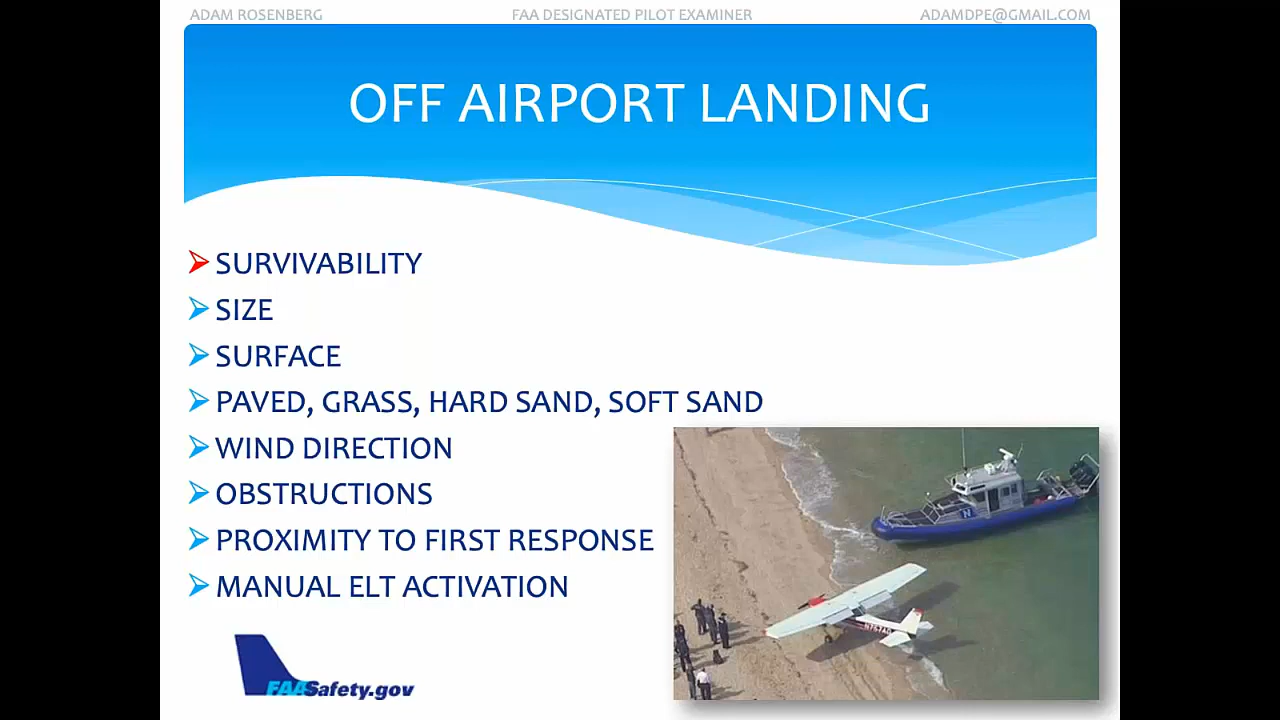 ADAM ROSENBERG FAA DESIGNATED PILOT EXAMINER ADAMDPE@GMAIL.COM
OFF AIRPORT LANDING
SURVIVABILITY
SIZE
SURFACE
PAVED, GRASS, HARD SAND, SOFT SAND
WIND DIRECTION
OBSTRUCTIONS
PROXIMITY TO FIRST RESPONSE
MANUAL ELT ACTIVATION
FAASafety.gov